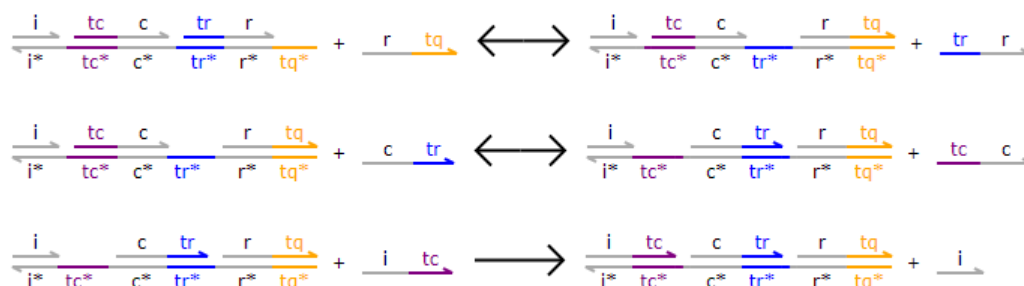 i tc c tr r i tc c r tq
+ r tq + tr r
i* tc* c* tr* r* tq* i* tc* c* tr* r* tq*
i tc c r tq i c tr r tq
+ c tr + tc c
i* tc* c* tr* r* tq* i* tc* c* tr* r* tq*
i c tr r tq i tc c tr r tq
+ i tc + i
i* tc* c* tr* r* tq* i* tc* c* tr* r* tq*